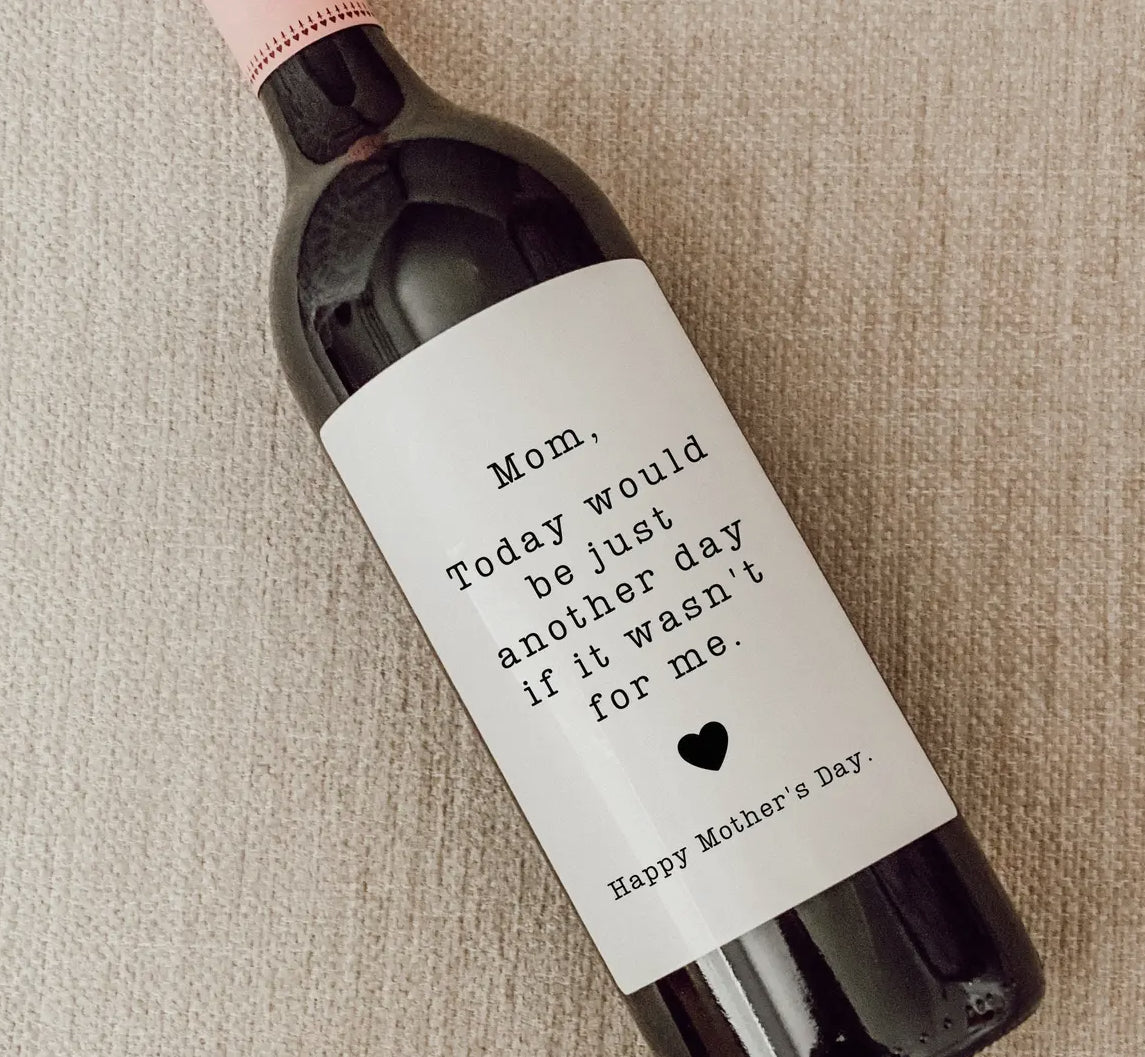 Mom,
Today would
be just
another day
if it wasn't
for me.
Happy Mother's Day.